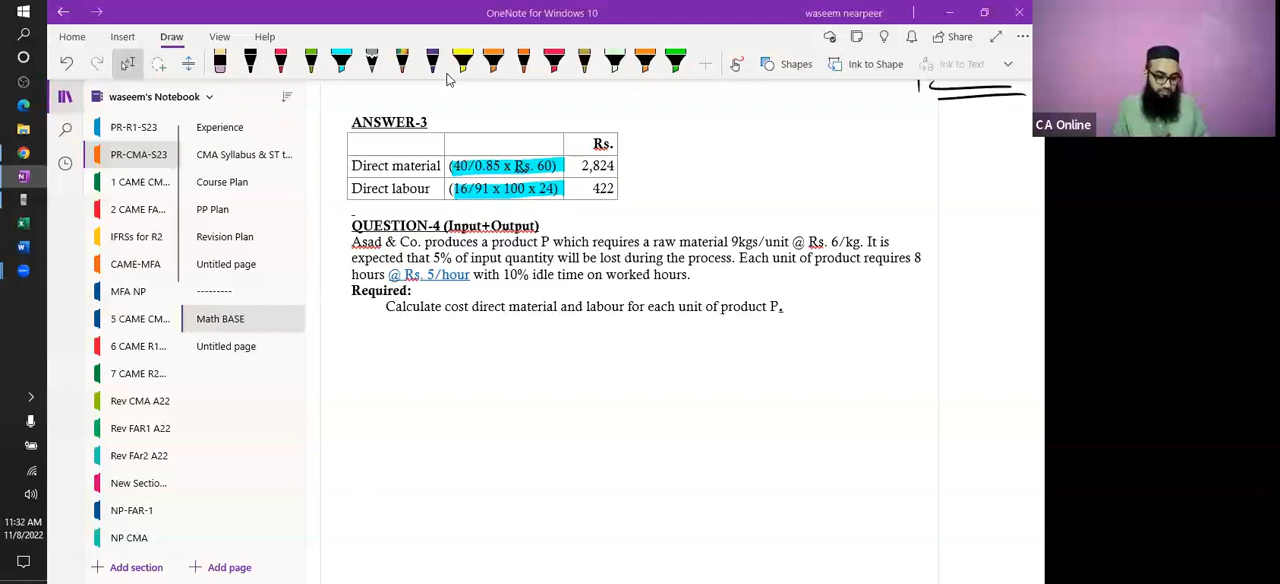 OneNote for Windows 10
waseem nearpeer
Home Insert Draw View Help
Share
Shapes
Ink to Shape
Ink to Text
waseem's Notebook
PR-R1-S23
PR-CMA-S23
1 CAME CM...
2 CAME FA...
IFRSs for R2
CAME-MFA
MFA NP
5 CAME CM...
6 CAME R1...
7 CAME R2...
Rev CMA A22
Rev FAR1 A22
Rev FAr2 A22
New Sectio...
NP-FAR-1
NP CMA
Add section
Experience
CMA Syllabus & ST t...
Course Plan
PP Plan
Revision Plan
Untitled page
---------
Math BASE
Untitled page
Add page
ANSWER-3
Rs.
Direct material (40/0.85 x Rs. 60) 2,824
Direct labour (16/91 x 100 x 24) 422
QUESTION-4 (Input+Output)
Asad & Co. produces a product P which requires a raw material 9kgs/unit @ Rs. 6/kg. It is
expected that 5% of input quantity will be lost during the process. Each unit of product requires 8
hours @ Rs. 5/hour with 10% idle time on worked hours.
Required:
Calculate cost direct material and labour for each unit of product P.
CA Online
11:32 AM
11/8/2022